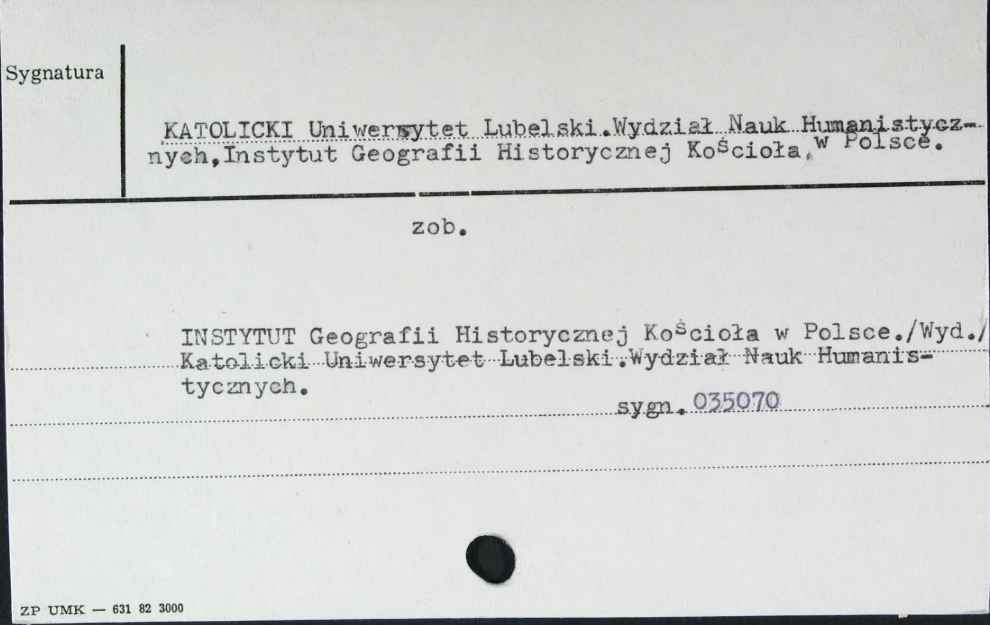 Sygnatura
KATOLICKI Uniwersytet Lubelski.Wydział Nauk Humanistycz-
nych,Instytut Geografii Historycznej Kościoła w Polsce.
zob.
INSTYTUT Geografii Historycznej Kościoła w Polsce./Wyd./
Katolicki Uniwersytet Lubelski.Wydział Nauk Humanis-
tycznych.
sygn. 035070
ZP UMK — 631 82 3000